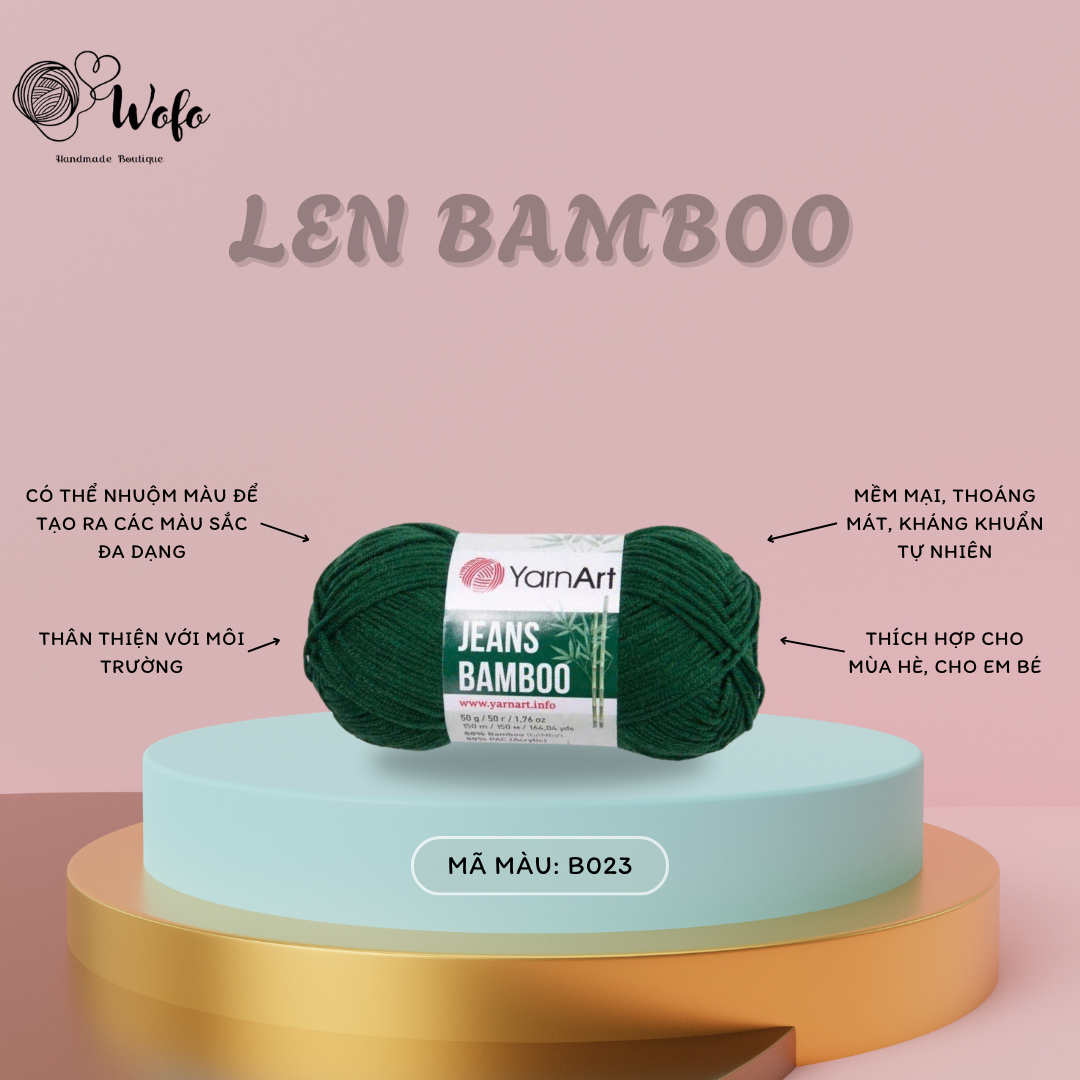 Wofo
Handmade Boutique
LEN BAMBOO
CÓ THỂ NHUỘM MÀU ĐỂ
TẠO RA CÁC MÀU SẮC
ĐA DẠNG
MỀM MẠI, THOÁNG
MÁT, KHÁNG KHUẨN
TỰ NHIÊN
THÂN THIỆN VỚI MÔI
TRƯỜNG
THÍCH HỢP CHO
MÙA HÈ, CHO EM BÉ
YarnArt
JEANS
BAMBOO
www.yarnart.info
50 g / 50 г / 1,76 oz
150 m / 150 м / 164,04 yds
Bamboo
PAC (Acrylic)
MÃ MÀU: B023